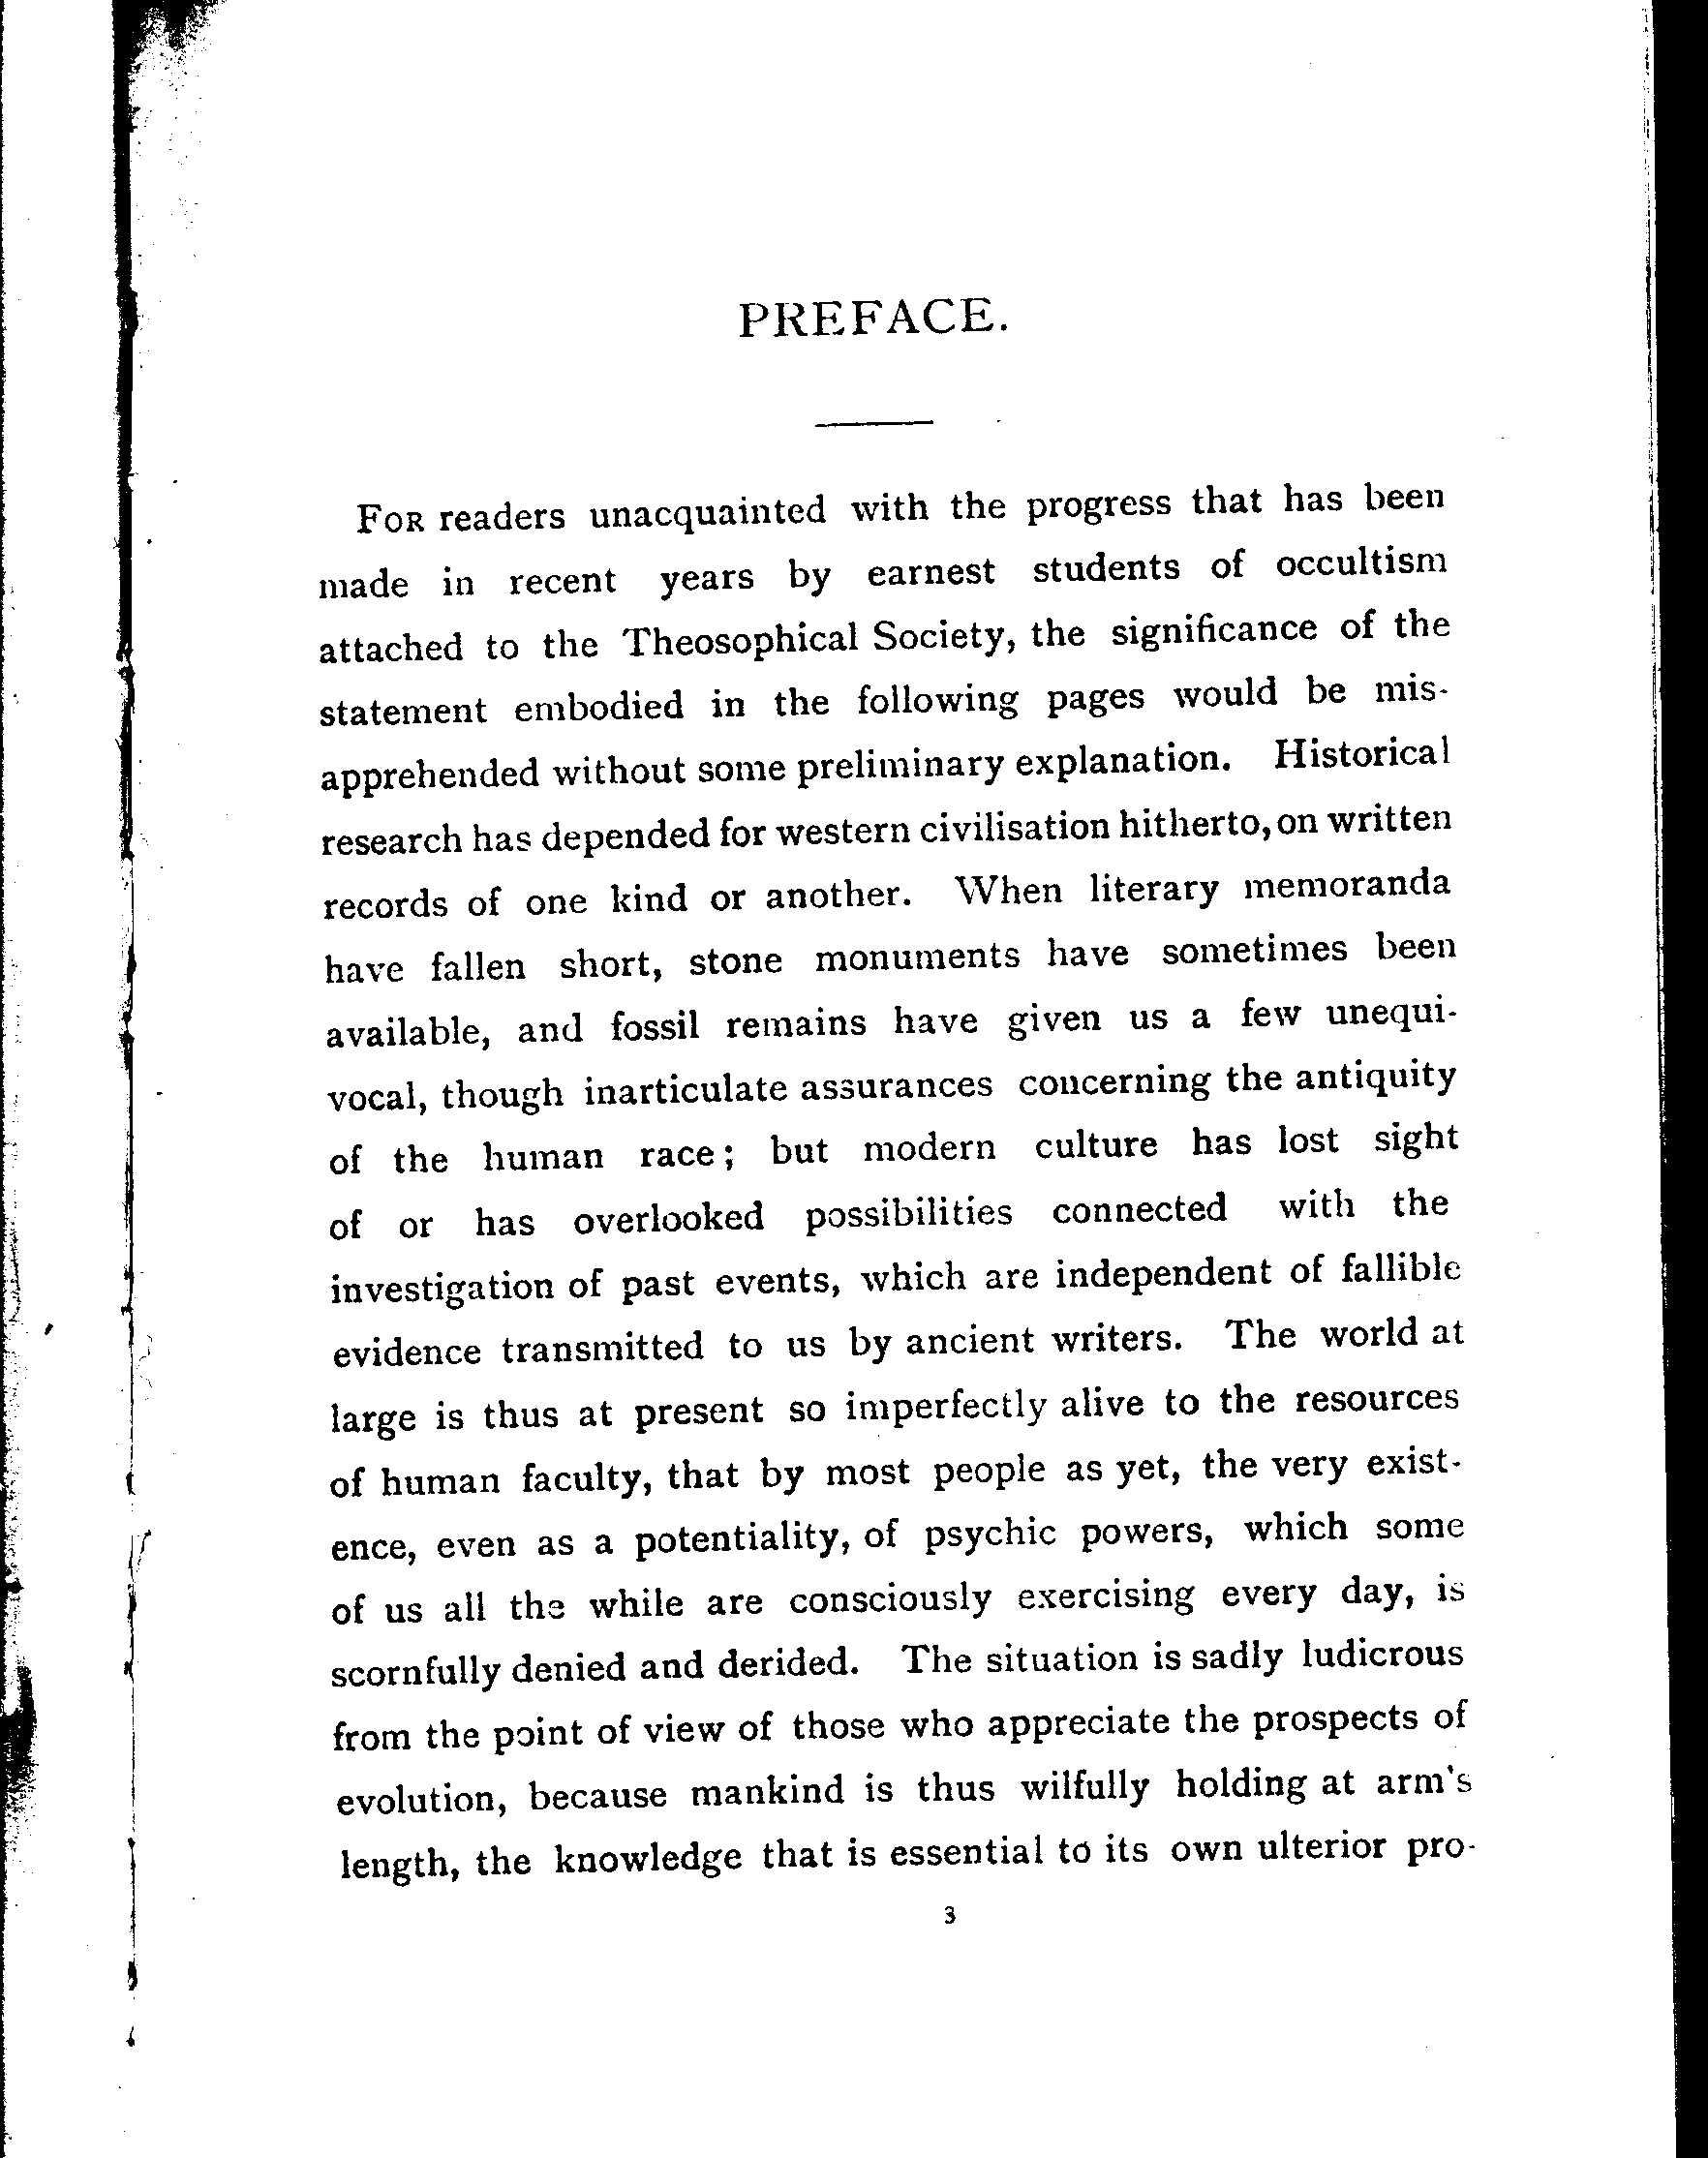 PREFACE.
FOR readers unacquainted with the progress that has been
made in recent years by earnest students of occultism
attached to the Theosophical Society, the significance of the
statement embodied in the following pages would be mis-
apprehended without some preliminary explanation. Historical
research has depended for western civilisation hitherto, on written
records of one kind or another. When literary memoranda
have fallen short, stone monuments have sometimes been
available, and fossil remains have given us a few unequi-
vocal, though inarticulate assurances concerning the antiquity
of the human race; but modern culture has lost sight
of or has overlooked possibilities connected with the
investigation of past events, which are independent of fallible
evidence transmitted to us by ancient writers. The world at
large is thus at present so imperfectly alive to the resources
of human faculty, that by most people as yet, the very exist-
ence, even as a potentiality, of psychic powers, which some
of us all the while are consciously exercising every day, is
scornfully denied and derided. The situation is sadly ludicrous
from the point of view of those who appreciate the prospects of
evolution, because mankind is thus wilfully holding at arm's
length, the knowledge that is essential to its own ulterior pro-
3